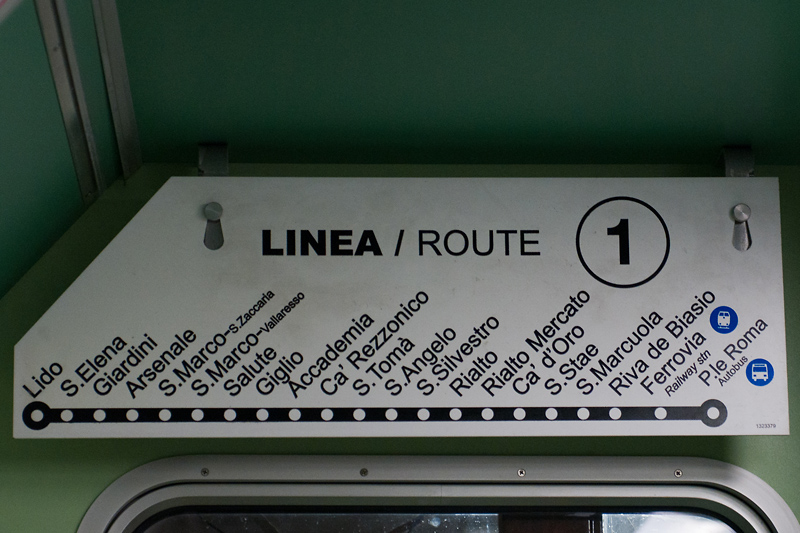 LINEA / ROUTE 1
Lido
S.Elena
Giardini
Arsenale
S.Marco-S.Zaccaria
S.Marco-Vallaresso
Salute
Giglio
Accademia
Ca' Rezzonico
S.Tomà
S.Angelo
S.Silvestro
Rialto
Rialto Mercato
Ca' d'Oro
S.Stae
S.Marcuola
Riva de Biasio
Ferrovia
Railway stn
P.le Roma
Autobus
1323379